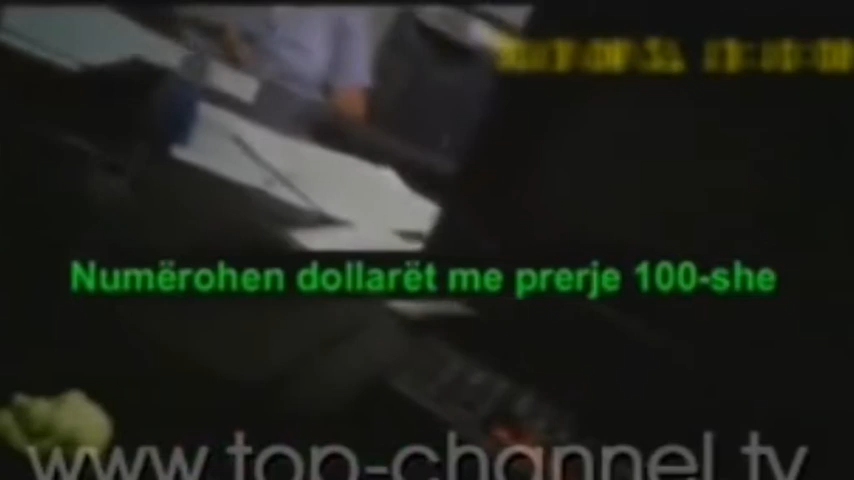 Numërohen dollarët me prerje 100-she
www.top-channel.tv